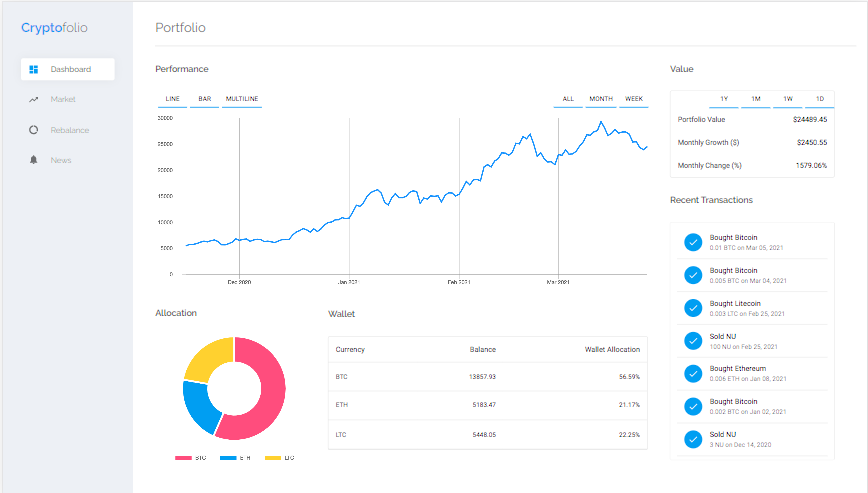 Cryptofolio
Dashboard
Market
Rebalance
News
Portfolio
Performance
LINE BAR MULTILINE
ALL MONTH WEEK
30000
25000
20000
15000
10000
5000
0
Dec 2020 Jan 2021 Feb 2021 Mar 2021
Allocation
BTC ETH LTC
Wallet
Currency Balance Wallet Allocation
BTC 13857.93 56.59%
ETH 5183.47 21.17%
LTC 5448.05 22.25%
Value
1Y 1M 1W 1D
Portfolio Value $24489.45
Monthly Growth ($) $2450.55
Monthly Change (%) 1579.06%
Recent Transactions
Bought Bitcoin
0.01 BTC on Mar 05, 2021
Bought Bitcoin
0.005 BTC on Mar 04, 2021
Bought Litecoin
0.003 LTC on Feb 25, 2021
Sold NU
100 NU on Feb 25, 2021
Bought Ethereum
0.006 ETH on Jan 08, 2021
Bought Bitcoin
0.002 BTC on Jan 02, 2021
Sold NU
3 NU on Dec 14, 2020